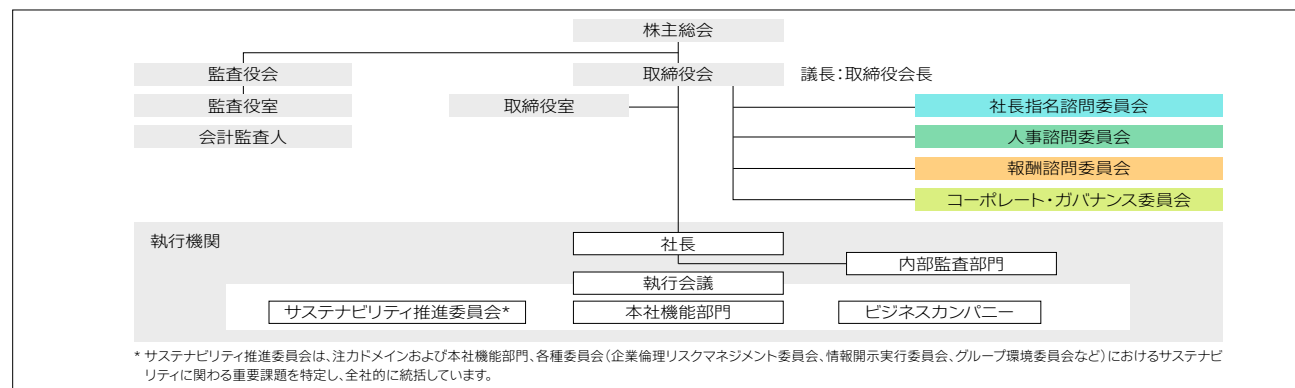 株主総会
監査役会
取締役会
議長：取締役会長
監査役室
取締役室
社長指名諮問委員会
会計監査人
人事諮問委員会
報酬諮問委員会
コーポレート・ガバナンス委員会
執行機関
社長
内部監査部門
執行会議
サステナビリティ推進委員会*
本社機能部門
ビジネスカンパニー
* サステナビリティ推進委員会は、注力ドメインおよび本社機能部門、各種委員会（企業倫理リスクマネジメント委員会、情報開示実行委員会、グループ環境委員会など）におけるサステナビ
リティに関わる重要課題を特定し、全社的に統括しています。